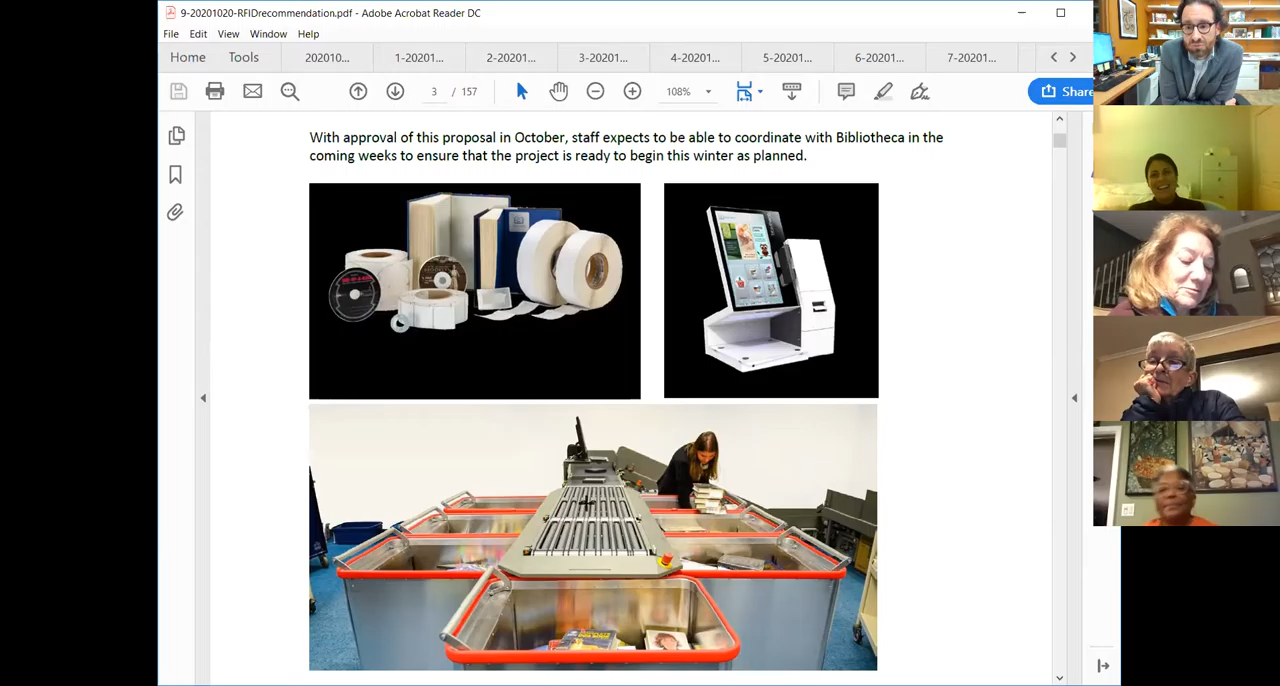 9-20201020-RFIDrecommendation.pdf - Adobe Acrobat Reader DC
File Edit View Window Help
Home Tools 202010... 1-20201... 2-20201... 3-20201... 4-20201... 5-20201... 6-20201... 7-20201...
3 / 157 108% Share
With approval of this proposal in October, staff expects to be able to coordinate with Bibliotheca in the
coming weeks to ensure that the project is ready to begin this winter as planned.